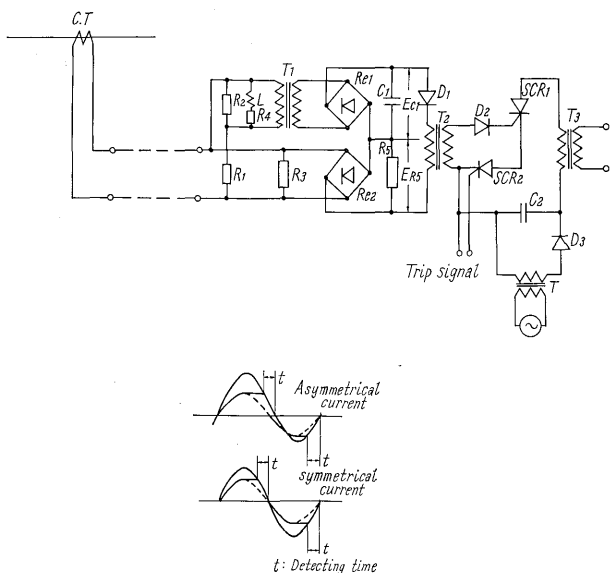 C.T
T1
Re1
R2
L
R4
C1
EC1
D1
SCR1
T2
D2
T3
R5
R1
R3
ER5
SCR2
Re2
C2
D3
Trip signal
T
t
Asymmetrical
current
t
t
symmetrical
current
t
t: Detecting time